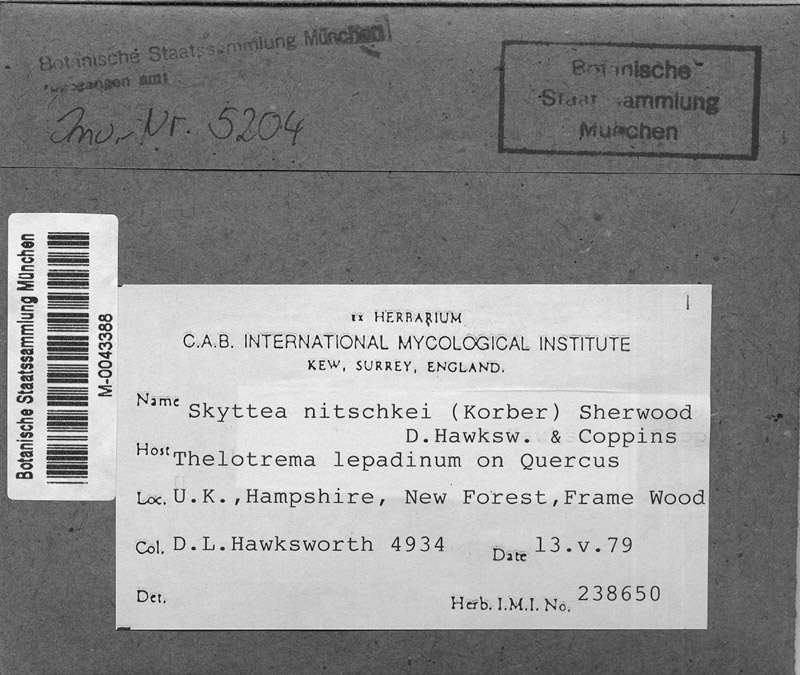 Botanische Staatssammlung München
eingegangen am:
Inv.-Nr. 5204
Botanische
Staatssammlung
München
Botanische Staatssammlung München
M-0043388
ex HERBARIUM
C.A.B. INTERNATIONAL MYCOLOGICAL INSTITUTE
KEW, SURREY, ENGLAND.
Name Skyttea nitschkei (Korber) Sherwood
D.Hawksw. & Coppins
Host Thelotrema lepadinum on Quercus
Loc. U.K.,Hampshire, New Forest,Frame Wood
Col. D.L.Hawksworth 4934 Date 13.v.79
Det. Herb. I.M.I. No. 238650